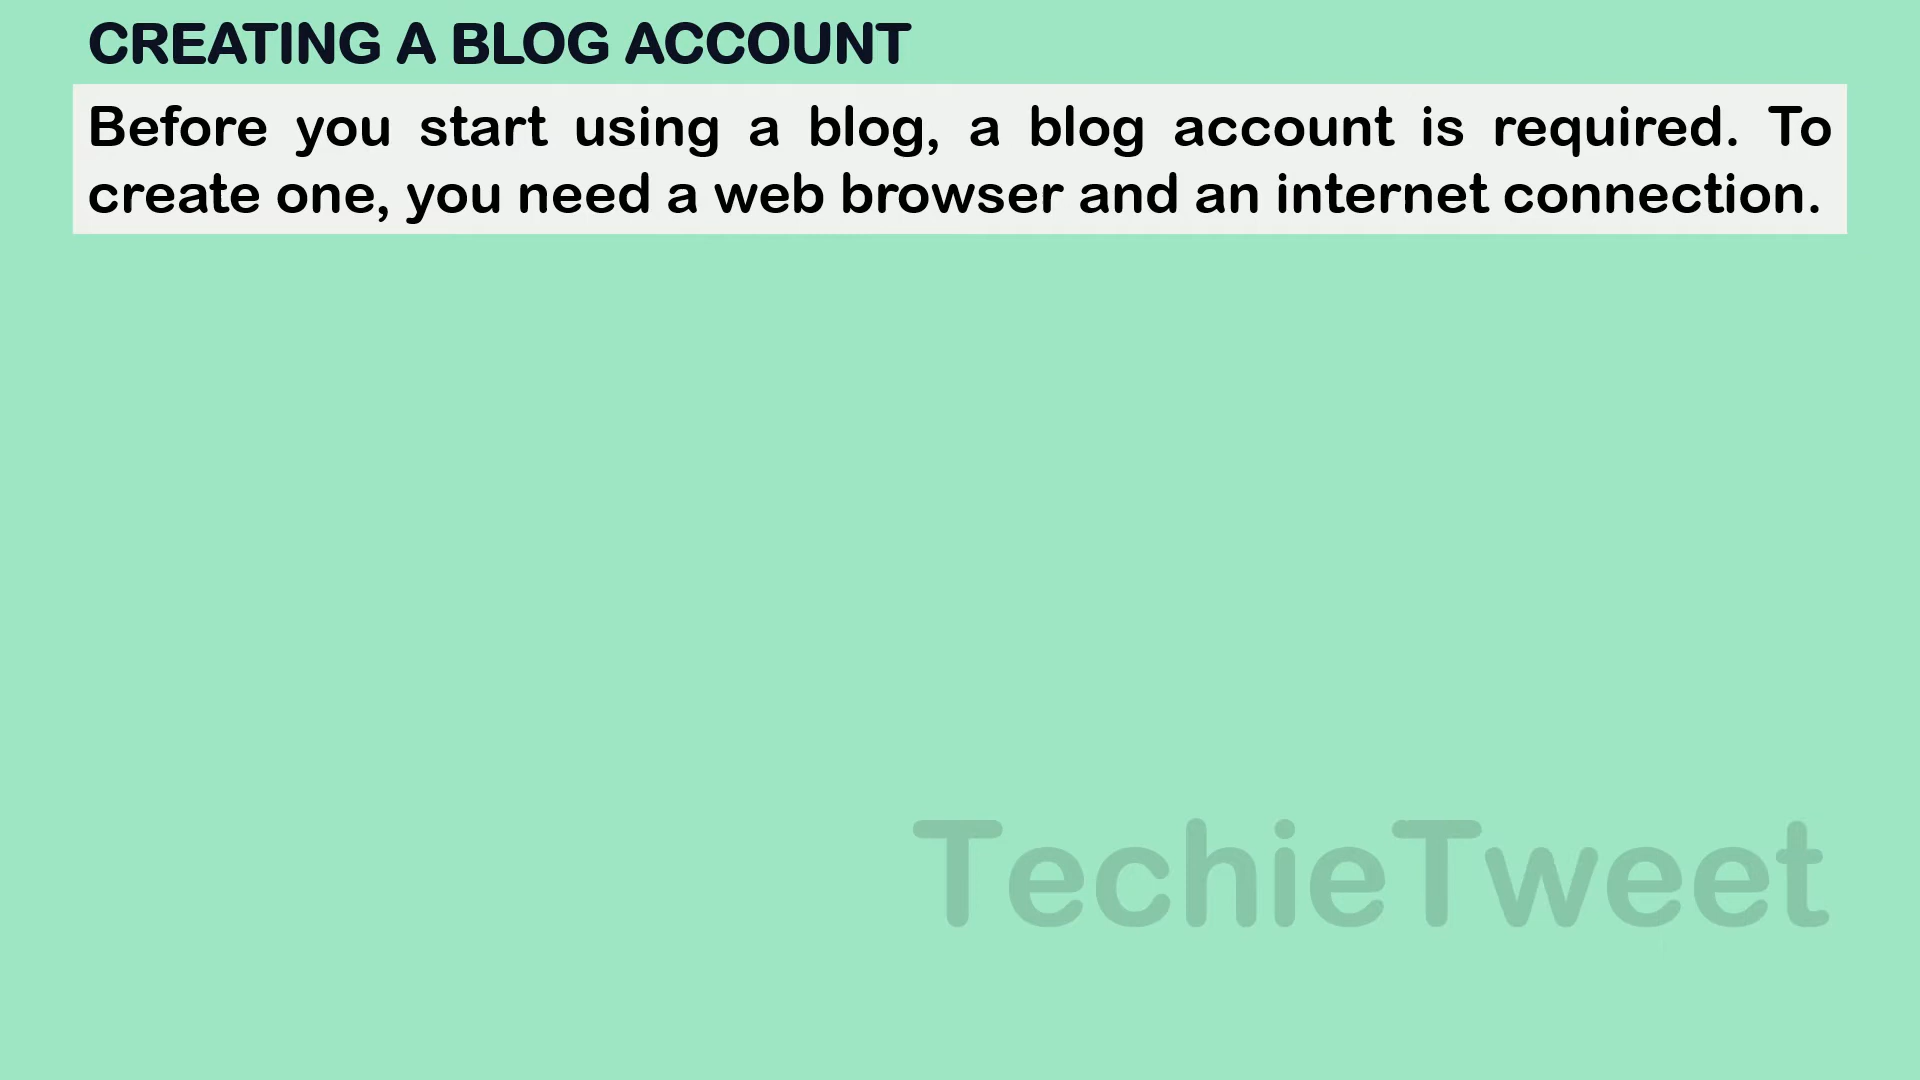 CREATING A BLOG ACCOUNT
Before you start using a blog, a blog account is required. To
create one, you need a web browser and an internet connection.
TechieTweet